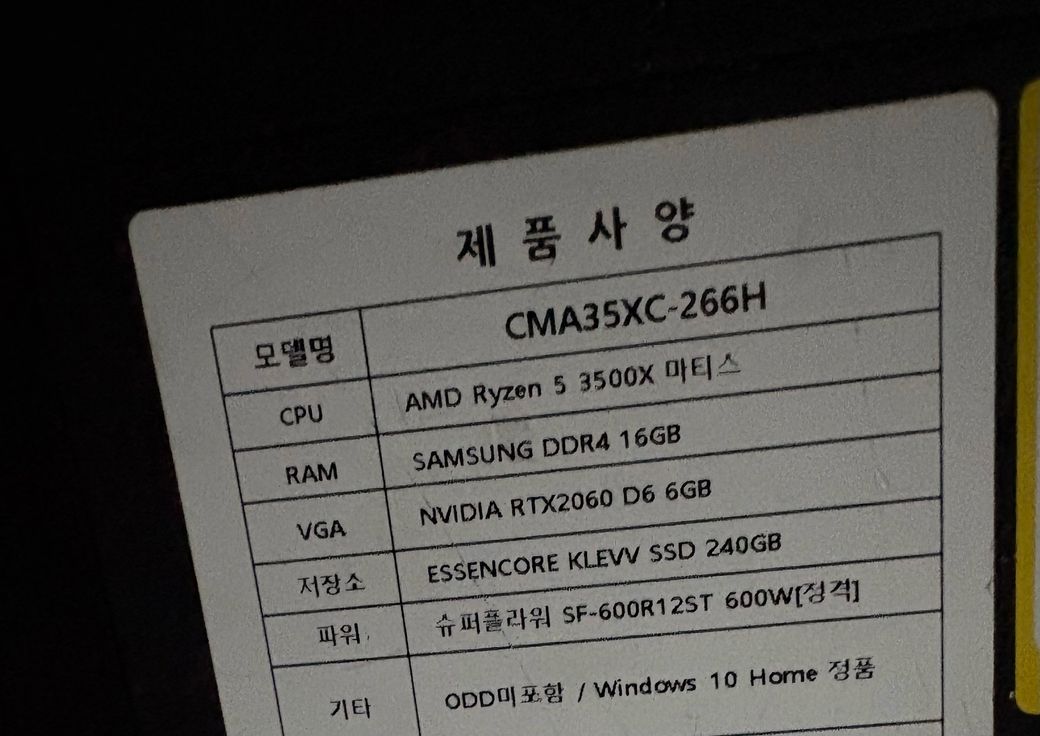 제품사양
모델명 CMA35XC-266H
CPU AMD Ryzen 5 3500X 마티스
RAM SAMSUNG DDR4 16GB
VGA NVIDIA RTX2060 D6 6GB
저장소 ESSENCORE KLEVV SSD 240GB
파워 슈퍼플라워 SF-600R12ST 600W[정격]
기타 ODD미포함 / Windows 10 Home 정품